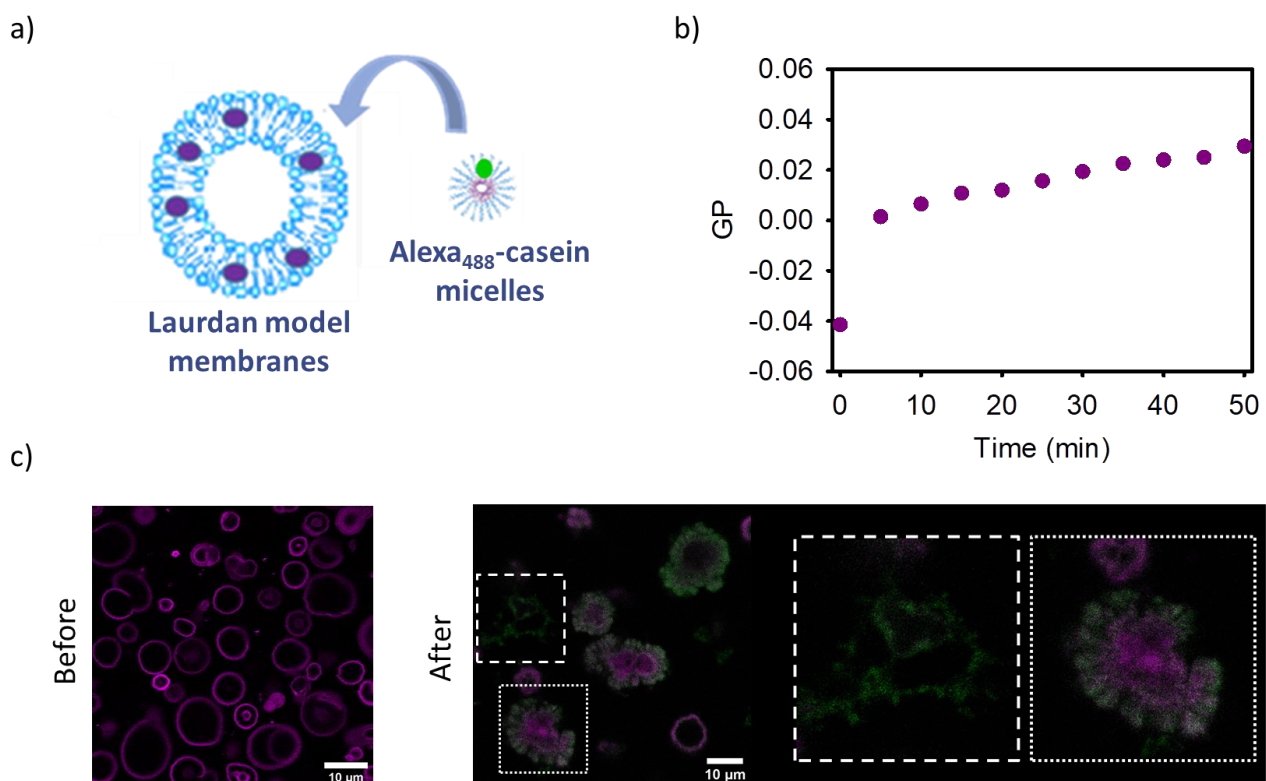 a)
Laurdan model
membranes
Alexa488-casein
micelles
b)
0.06
0.04
0.02
0.00
-0.02
-0.04
-0.06
GP
0 10 20 30 40 50
Time (min)
c)
Before
10 μm
After
10 μm